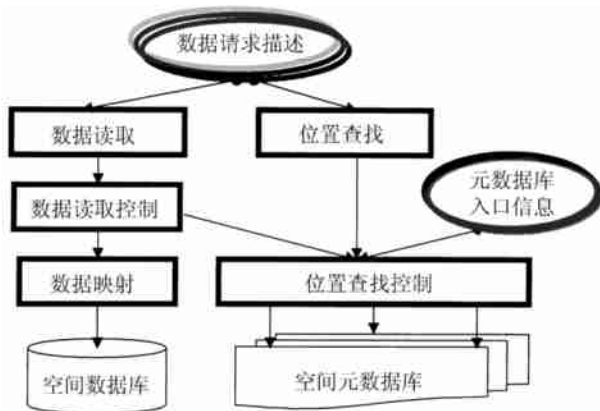 数据请求描述
数据读取
位置查找
元数据库
入口信息
数据读取控制
数据映射
位置查找控制
空间数据库
空间元数据库